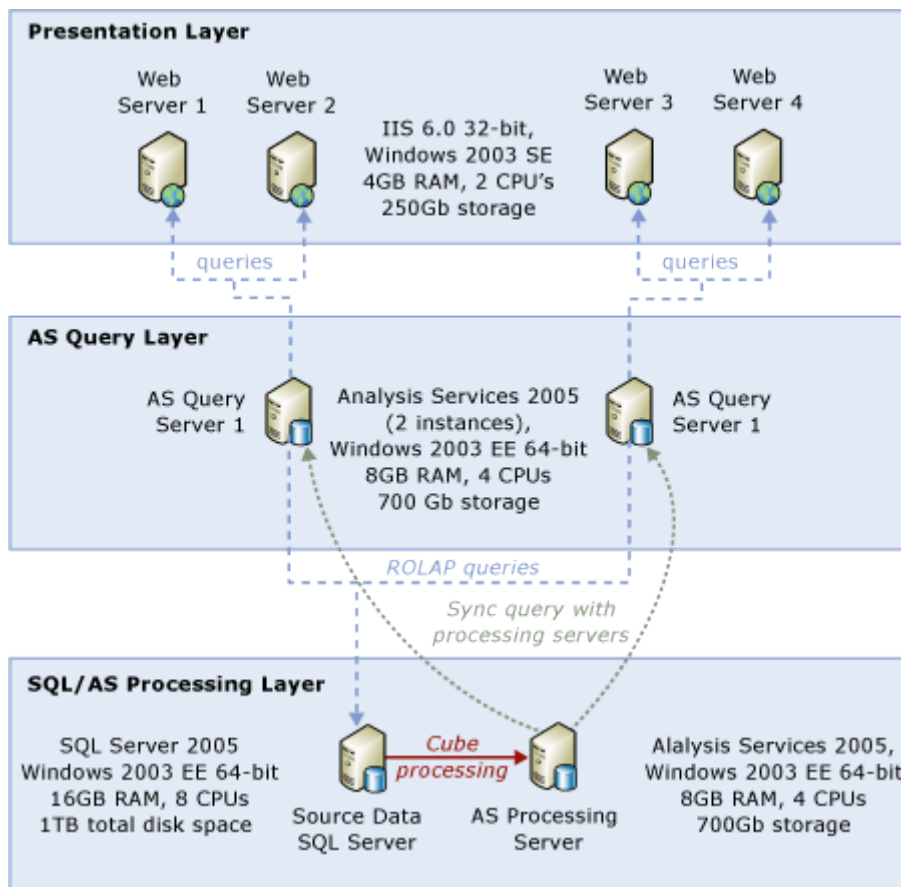 Presentation Layer
Web
Server 1
Web
Server 2
IIS 6.0 32-bit,
Windows 2003 SE
4GB RAM, 2 CPU's
250Gb storage
Web
Server 3
Web
Server 4
queries
queries
AS Query Layer
AS Query
Server 1
Analysis Services 2005
(2 instances),
Windows 2003 EE 64-bit
8GB RAM, 4 CPUs
700 Gb storage
AS Query
Server 1
ROLAP queries
Sync query with
processing servers
SQL/AS Processing Layer
SQL Server 2005
Windows 2003 EE 64-bit
16GB RAM, 8 CPUs
1TB total disk space
Cube
processing
Source Data
SQL Server
AS Processing
Server
Alalysis Services 2005,
Windows 2003 EE 64-bit
8GB RAM, 4 CPUs
700Gb storage